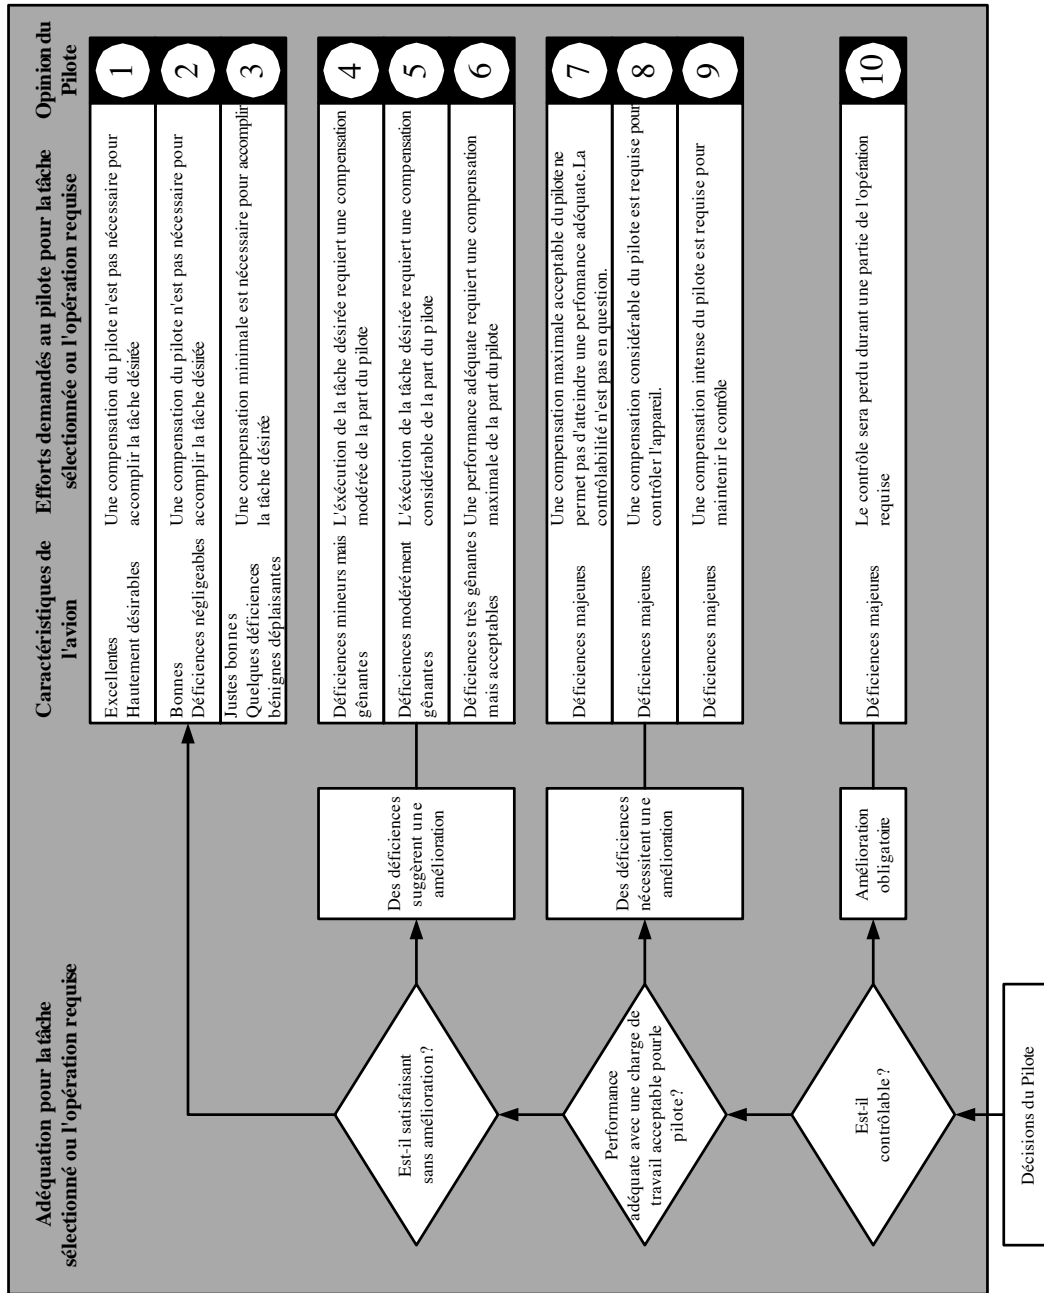 Adéquation pour la tâche
sélectionné ou l'opération requise
Caractéristiques de
l'avion
Efforts demandés au pilote pour la tâche
sélectionnée ou l'opération requise
Opinion du
Pilote
Excellentes
Hautement désirables
Une compensation du pilote n'est pas nécessaire pour
accomplir la tâche désirée
1
Bonnes
Déficiences négligeables
Une compensation du pilote n'est pas nécessaire pour
accomplir la tâche désirée
2
Justes bonnes
Quelques déficiences
bénignes déplaisantes
Une compensation minimale est nécessaire pour accomplir
la tâche désirée
3
Est-il satisfaisant
sans amélioration?
Des déficiences
suggèrent une
amélioration
Déficiences mineurs mais
gênantes
L'éxécution de la tâche désirée requiert une compensation
modérée de la part du pilote
4
Déficiences modérément
gênantes
L'éxécution de la tâche désirée requiert une compensation
considérable de la part du pilote
5
Déficiences très gênantes
mais acceptables
Une performance adéquate requiert une compensation
maximale de la part du pilote
6
Performance
adéquate avec une charge de
travail acceptable pour le
pilote?
Des déficiences
nécessitent une
amélioration
Déficiences majeures
Une compensation maximale acceptable du pilote ne
permet pas d'atteindre une perfomance adéquate. La
contrôlabilité n'est pas en question.
7
Déficiences majeures
Une compensation considérable du pilote est requise pour
contrôler l'appareil.
8
Déficiences majeures
Une compensation intense du pilote est requise pour
maintenir le contrôle
9
Est-il
contrôlable?
Amélioration
obligatoire
Déficiences majeures
Le contrôle sera perdu durant une partie de l'opération
requise
10
Décisions du Pilote